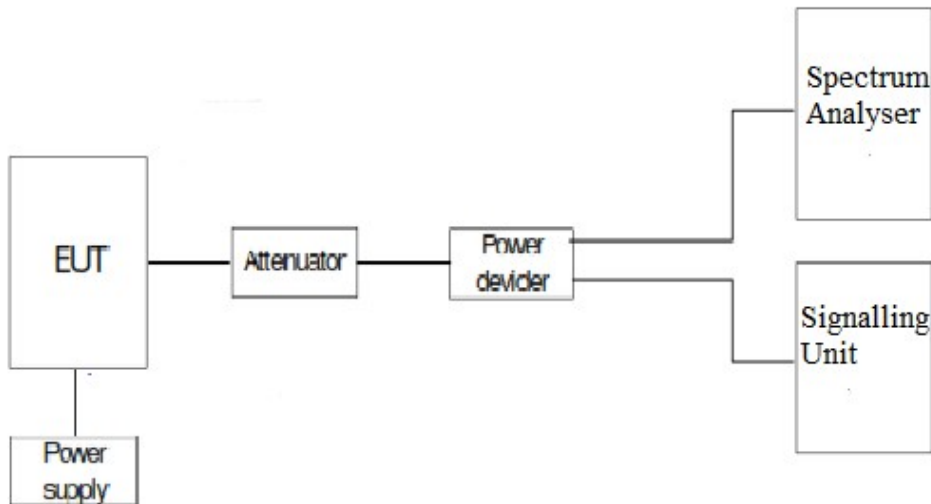 Spectrum
Analyser
EUT
Attenuator
Power
devider
Signalling
Unit
Power
supply